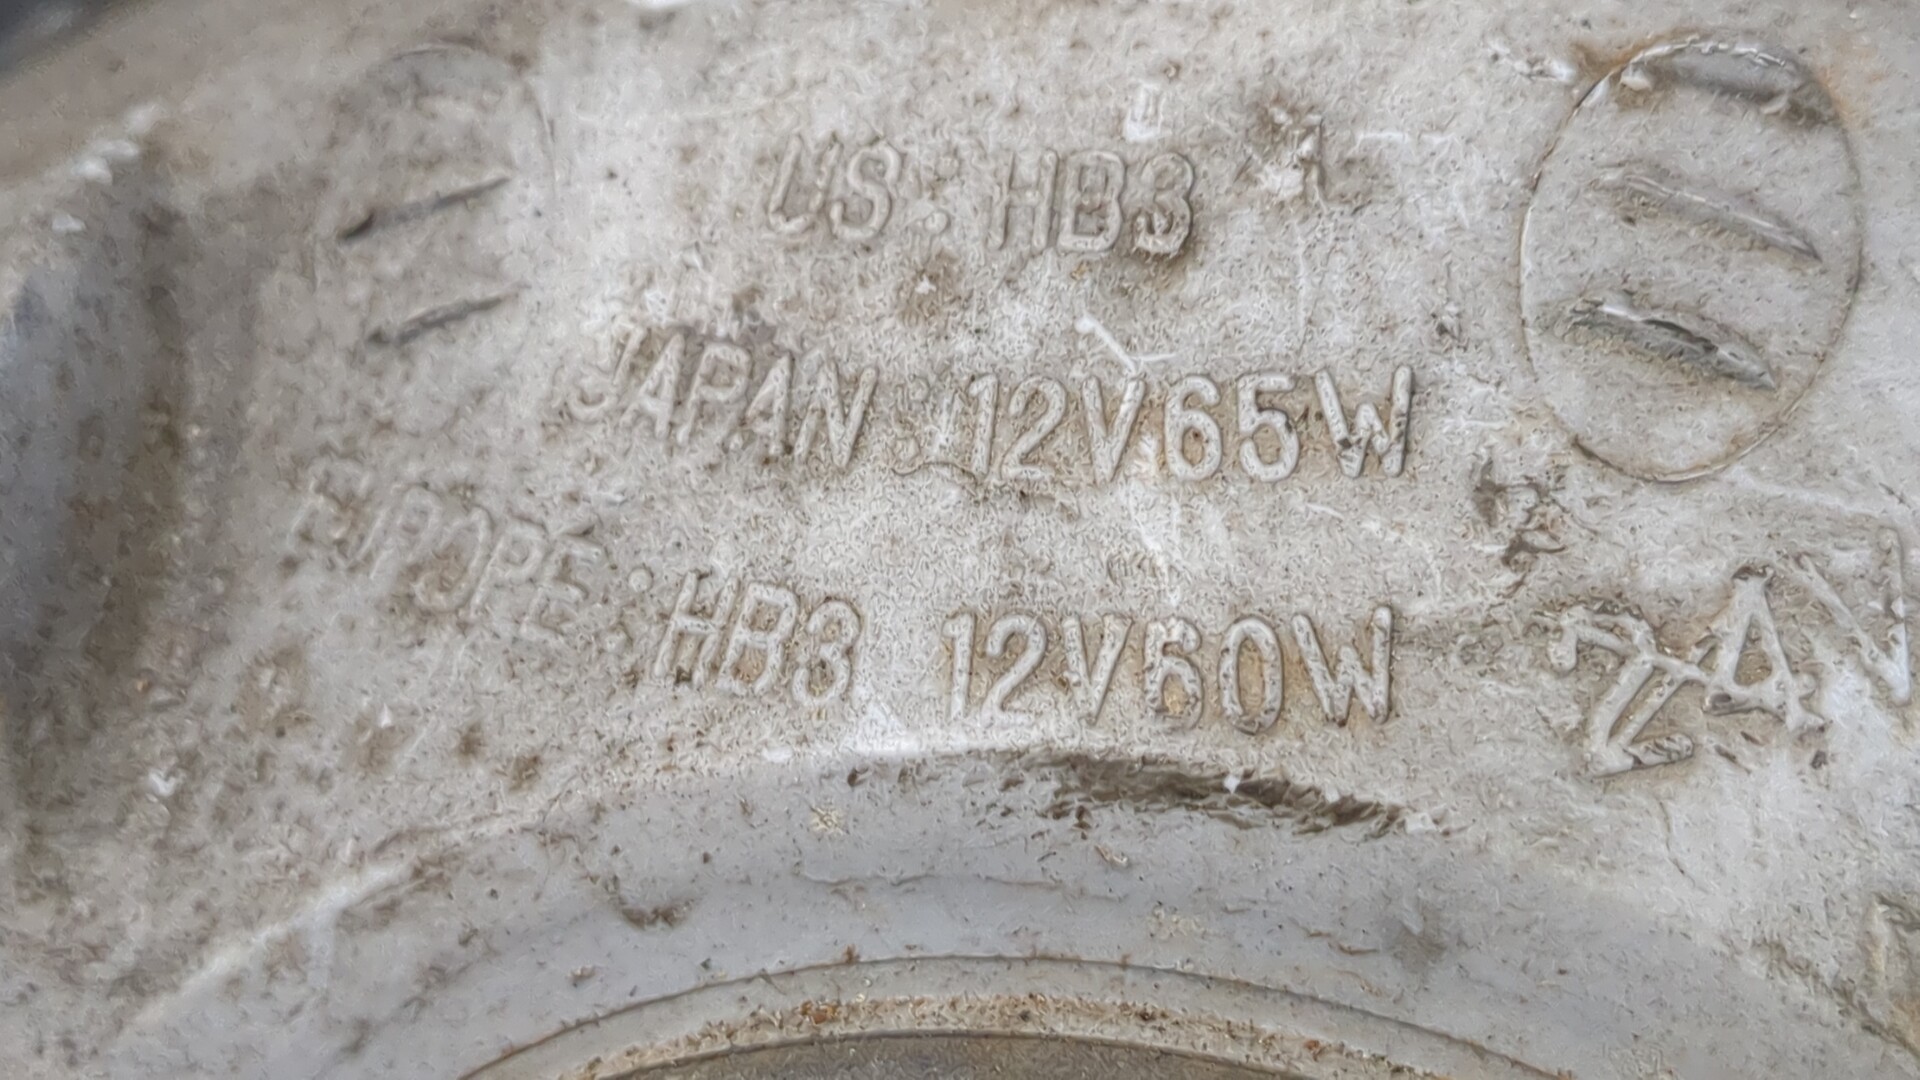 US : HB3
JAPAN : 12V65W
EUROPE : HB3 12V60W